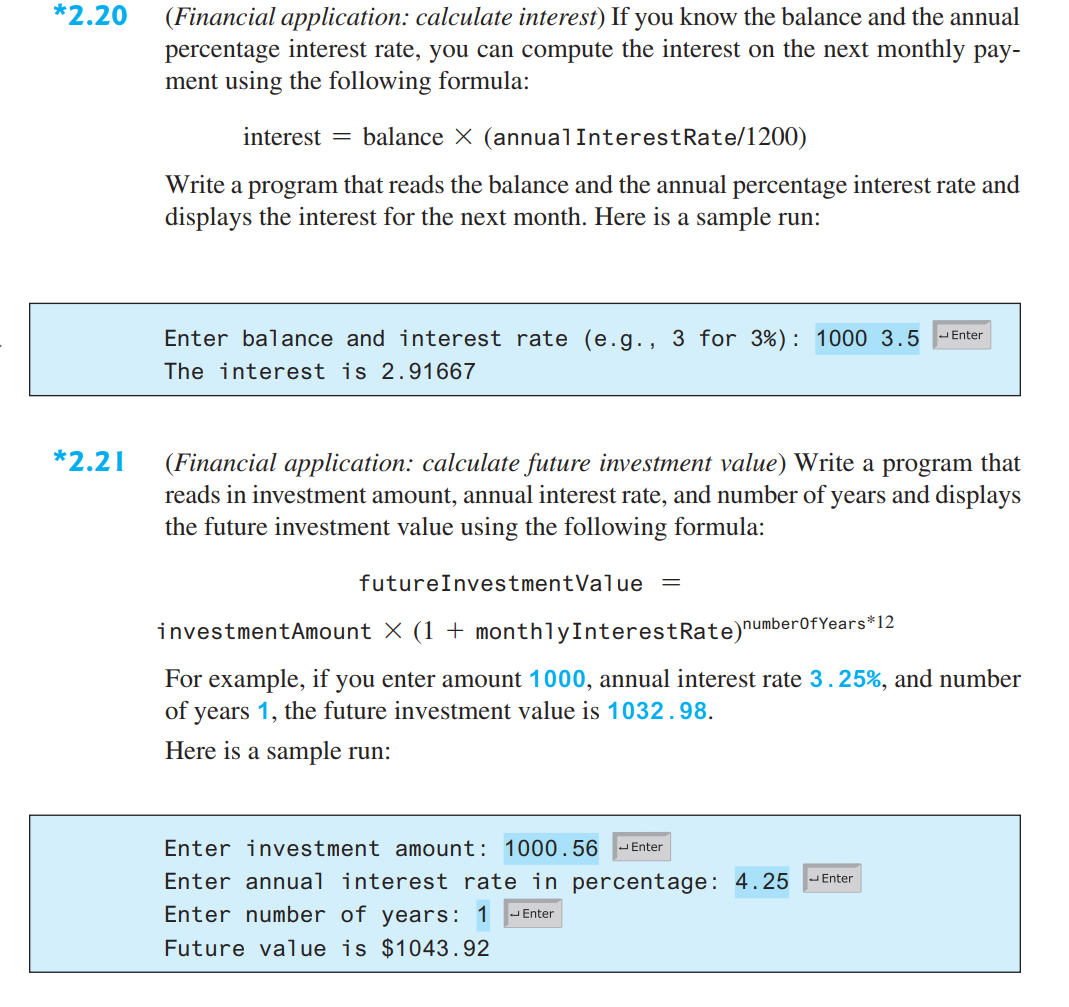 *2.20 (Financial application: calculate interest) If you know the balance and the annual
percentage interest rate, you can compute the interest on the next monthly pay-
ment using the following formula:
interest = balance × (annualInterestRate/1200)
Write a program that reads the balance and the annual percentage interest rate and
displays the interest for the next month. Here is a sample run:
Enter balance and interest rate (e.g., 3 for 3%): 1000 3.5 ↵Enter
The interest is 2.91667
*2.21 (Financial application: calculate future investment value) Write a program that
reads in investment amount, annual interest rate, and number of years and displays
the future investment value using the following formula:
futureInvestmentValue =
investmentAmount × (1 + monthlyInterestRate)numberOfYears*12
For example, if you enter amount 1000, annual interest rate 3.25%, and number
of years 1, the future investment value is 1032.98.
Here is a sample run:
Enter investment amount: 1000.56 ↵Enter
Enter annual interest rate in percentage: 4.25 ↵Enter
Enter number of years: 1 ↵Enter
Future value is $1043.92